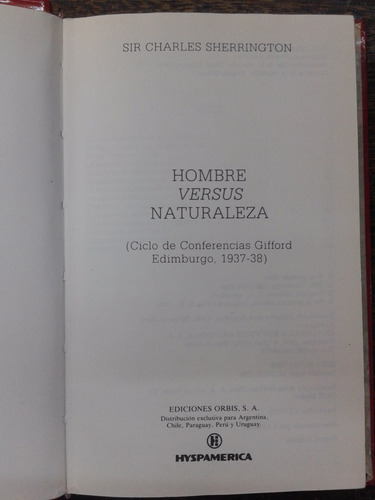 SIR CHARLES SHERRINGTON
HOMBRE
VERSUS
NATURALEZA
(Ciclo de Conferencias Gifford
Edimburgo, 1937-38)
EDICIONES ORBIS, S. A.
Distribución exclusiva para Argentina,
Chile, Paraguay, Perú y Uruguay.
HYSPAMERICA